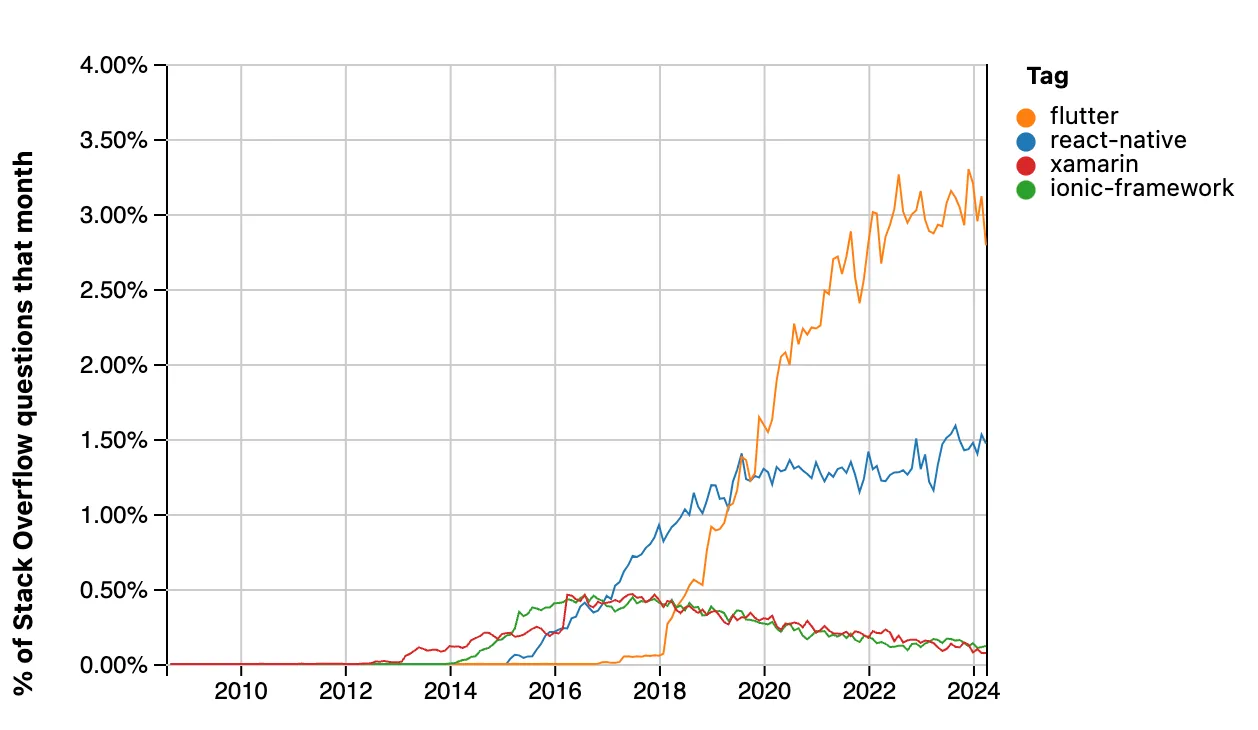 % of Stack Overflow questions that month
4.00%
3.50%
3.00%
2.50%
2.00%
1.50%
1.00%
0.50%
0.00%
2010
2012
2014
2016
2018
2020
2022
2024
Tag
flutter
react-native
xamarin
ionic-framework